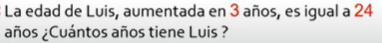 La edad de Luis, aumentada en 3 años, es igual a 24
años ¿Cuántos años tiene Luis ?